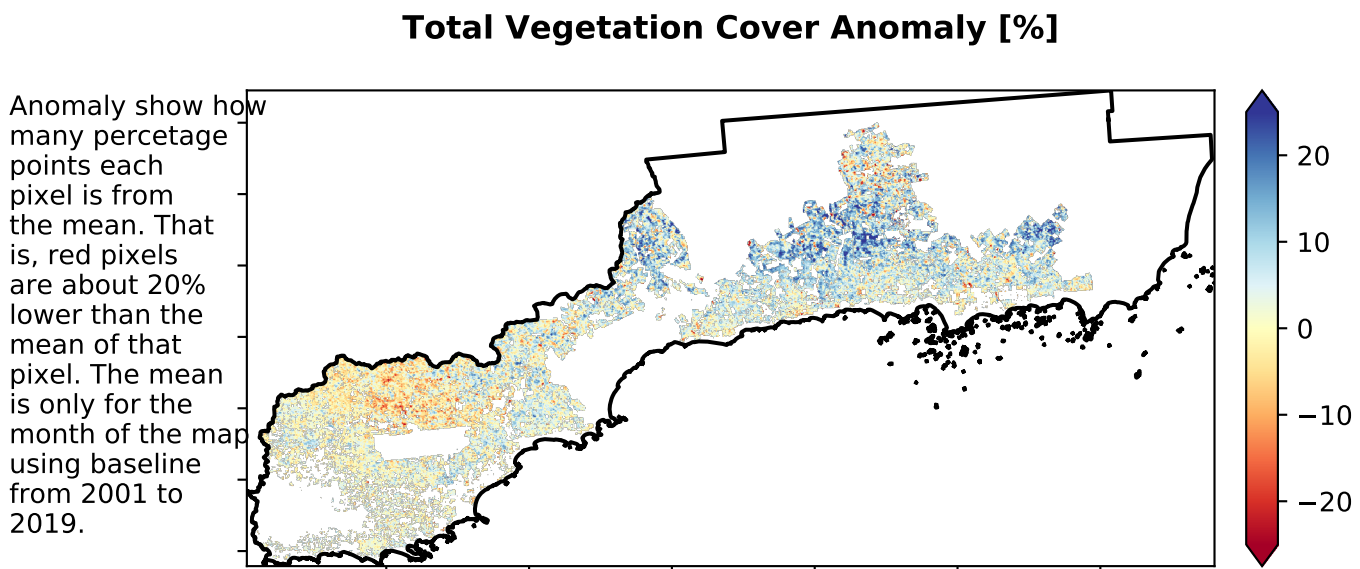 Total Vegetation Cover Anomaly [%]
Anomaly show how
many percetage
points each
pixel is from
the mean. That
is, red pixels
are about 20%
lower than the
mean of that
pixel. The mean
is only for the
month of the map
using baseline
from 2001 to
2019.
20
10
0
−10
−20